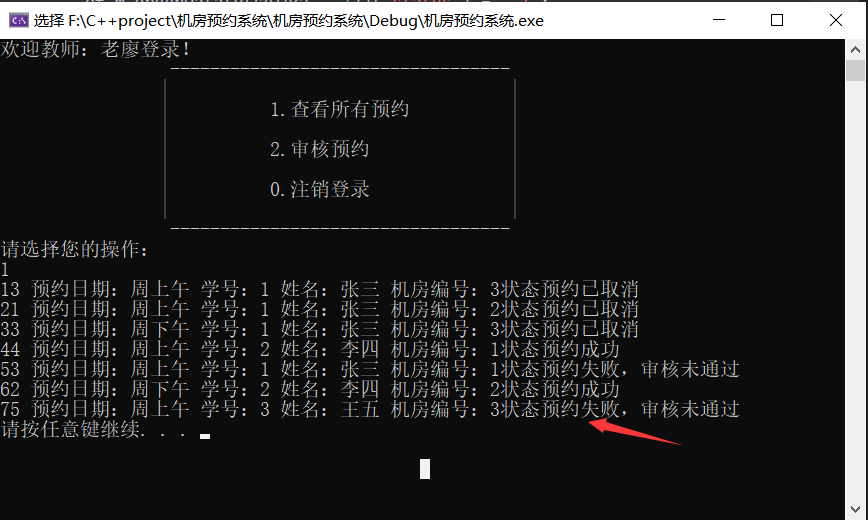 选择 F:\C++project\机房预约系统\机房预约系统\Debug\机房预约系统.exe
欢迎教师：老廖登录！
----------------------------------
1.查看所有预约
2.审核预约
0.注销登录
----------------------------------
请选择您的操作：
1
13 预约日期：周上午 学号：1 姓名：张三 机房编号：3状态预约已取消
21 预约日期：周上午 学号：1 姓名：张三 机房编号：2状态预约已取消
33 预约日期：周下午 学号：1 姓名：张三 机房编号：3状态预约已取消
44 预约日期：周上午 学号：2 姓名：李四 机房编号：1状态预约成功
53 预约日期：周上午 学号：1 姓名：张三 机房编号：1状态预约失败，审核未通过
62 预约日期：周下午 学号：2 姓名：李四 机房编号：2状态预约成功
75 预约日期：周上午 学号：3 姓名：王五 机房编号：3状态预约失败，审核未通过
请按任意键继续. . .